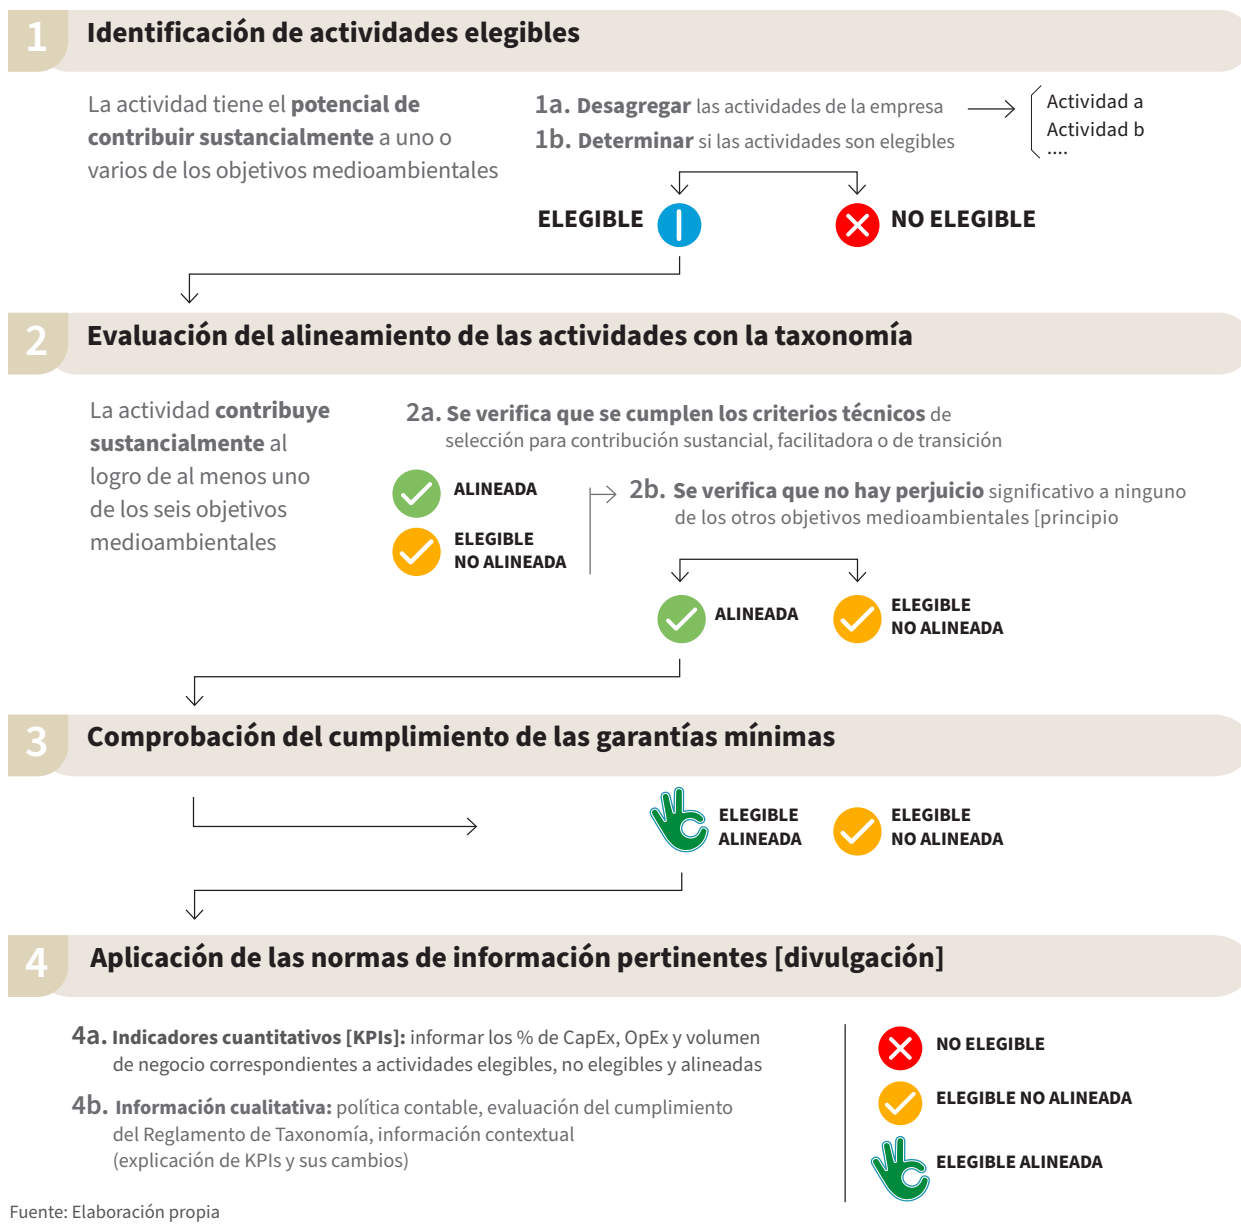 1 Identificación de actividades elegibles
La actividad tiene el potencial de
contribuir sustancialmente a uno o
varios de los objetivos medioambientales
1a. Desagregar las actividades de la empresa
1b. Determinar si las actividades son elegibles
Actividad a
Actividad b
....
ELEGIBLE
NO ELEGIBLE
2 Evaluación del alineamiento de las actividades con la taxonomía
La actividad contribuye
sustancialmente al
logro de al menos uno
de los seis objetivos
medioambientales
2a. Se verifica que se cumplen los criterios técnicos de
selección para contribución sustancial, facilitadora o de transición
ALINEADA
ELEGIBLE
NO ALINEADA
2b. Se verifica que no hay perjuicio significativo a ninguno
de los otros objetivos medioambientales [principio
ALINEADA
ELEGIBLE
NO ALINEADA
3 Comprobación del cumplimiento de las garantías mínimas
ELEGIBLE
ALINEADA
ELEGIBLE
NO ALINEADA
4 Aplicación de las normas de información pertinentes [divulgación]
4a. Indicadores cuantitativos [KPIs]: informar los % de CapEx, OpEx y volumen
de negocio correspondientes a actividades elegibles, no elegibles y alineadas
4b. Información cualitativa: política contable, evaluación del cumplimiento
del Reglamento de Taxonomía, información contextual
(explicación de KPIs y sus cambios)
NO ELEGIBLE
ELEGIBLE NO ALINEADA
ELEGIBLE ALINEADA
Fuente: Elaboración propia